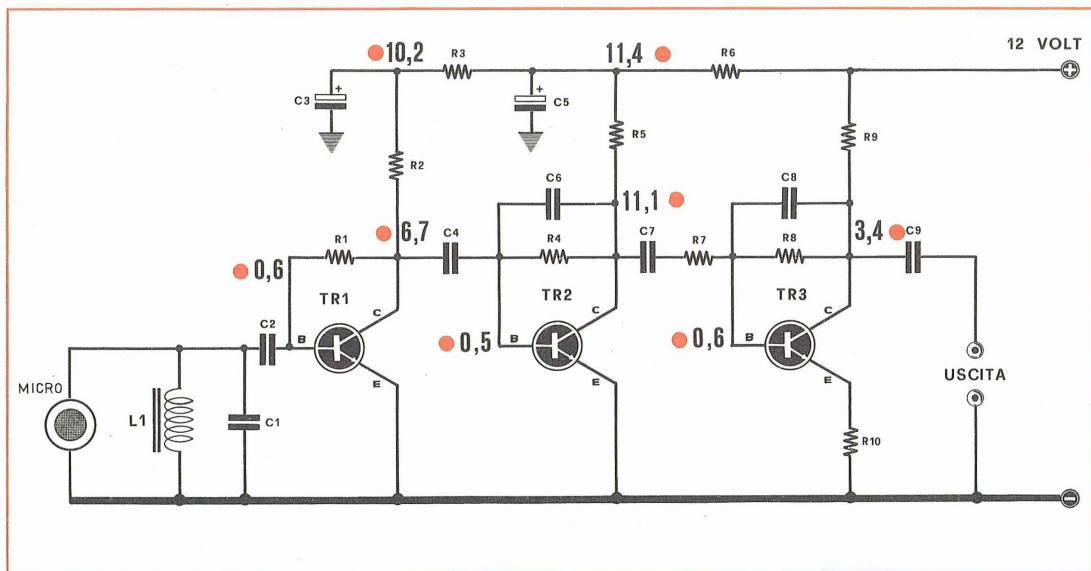 12 VOLT
10,2
R3
11,4
R6
C3
+
+
C5
R5
R9
R2
C6
C8
11,1
6,7
C4
R4
C7
R7
R8
3,4
C9
R1
0,6
TR1
C
TR2
C
TR3
C
C2
B
B
0,5
0,6
B
E
E
E
USCITA
MICRO
L1
C1
R10